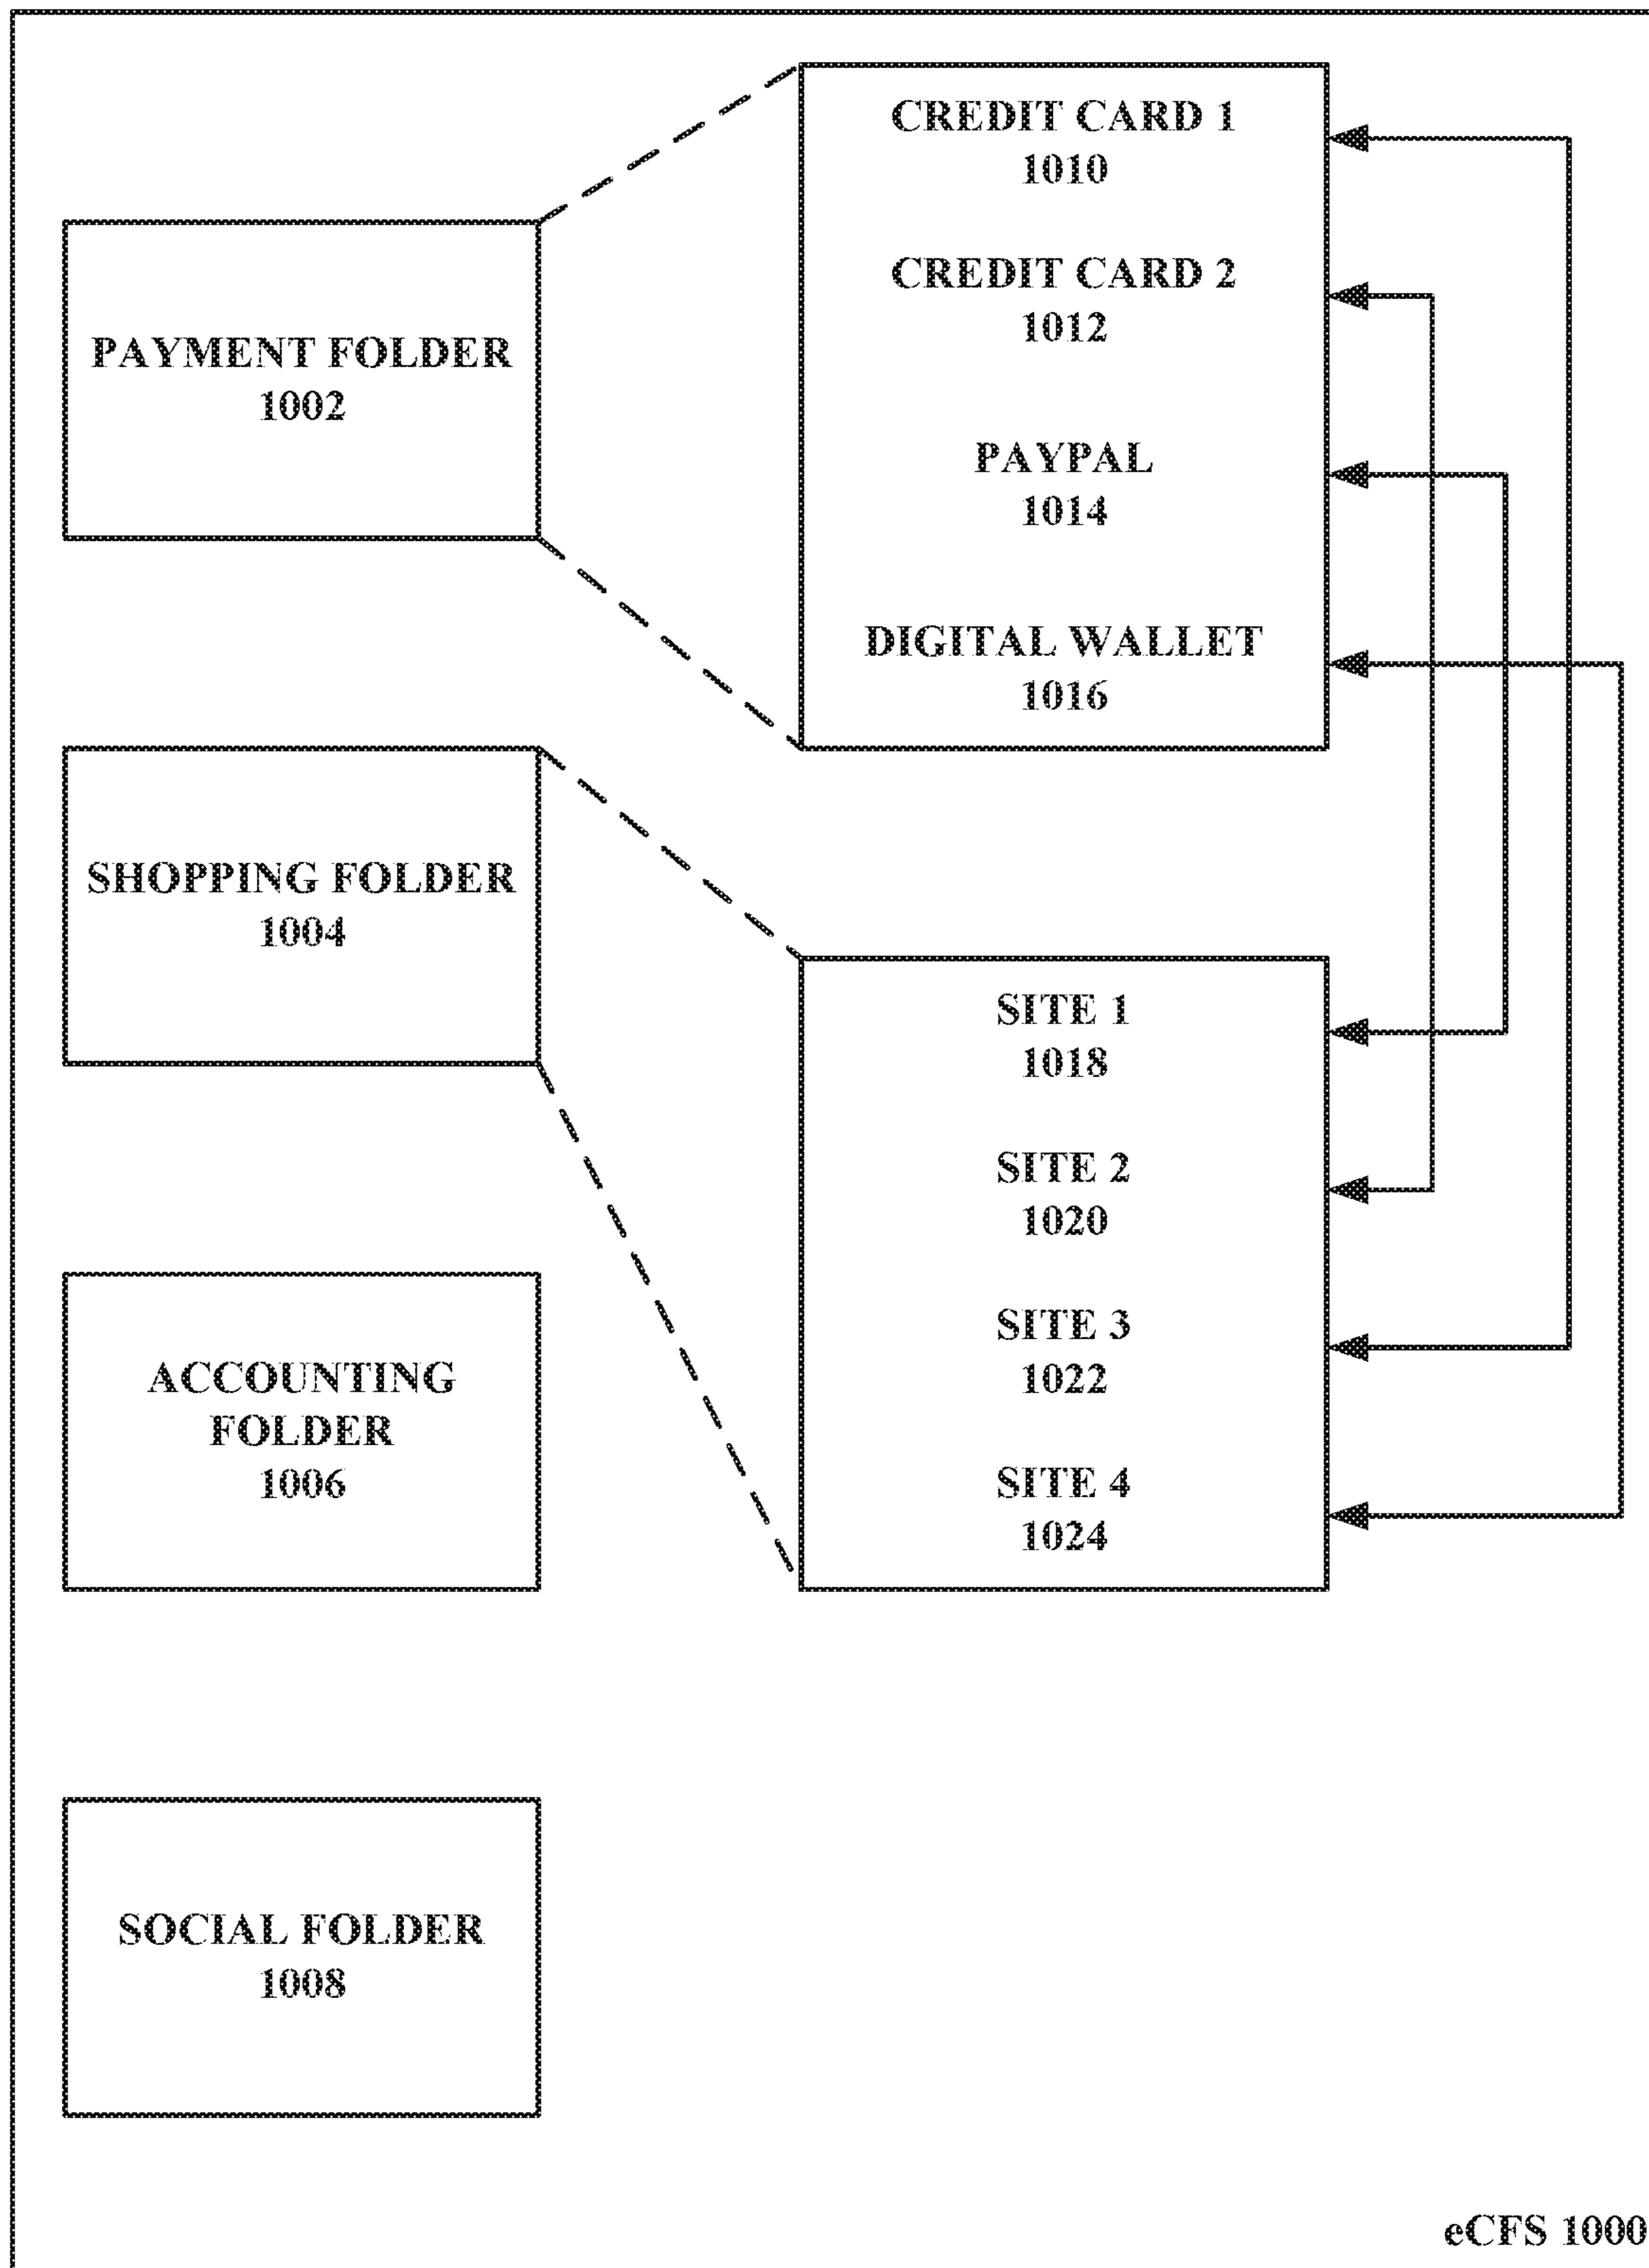 PAYMENT FOLDER
1002
SHOPPING FOLDER
1004
ACCOUNTING
FOLDER
1006
SOCIAL FOLDER
1008
CREDIT CARD 1
1010
CREDIT CARD 2
1012
PAYPAL
1014
DIGITAL WALLET
1016
SITE 1
1018
SITE 2
1020
SITE 3
1022
SITE 4
1024
eCFS 1000